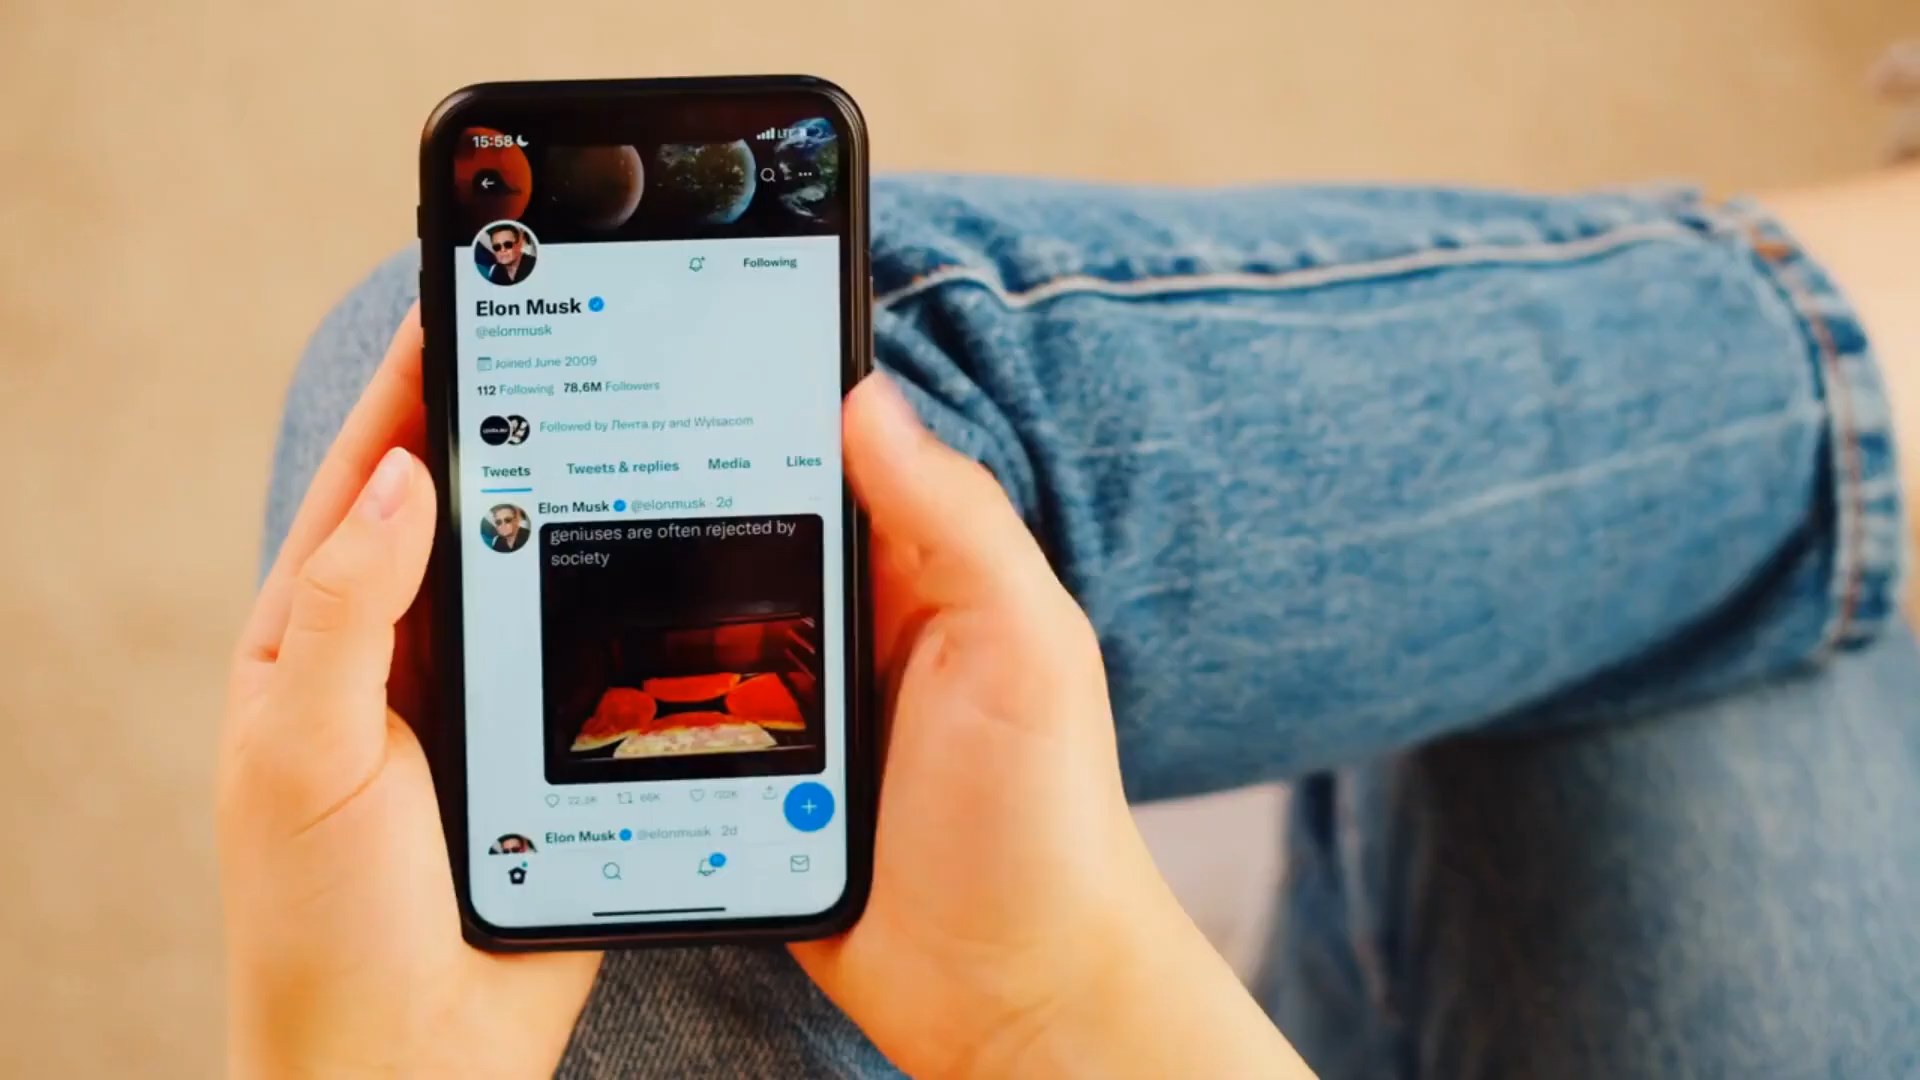 15:58
Following
Elon Musk
@elonmusk
Joined June 2009
112 Following 78,6M Followers
Followed by Лента.ру and Wylsacom
Tweets Tweets & replies Media Likes
Elon Musk @elonmusk · 2d
geniuses are often rejected by
society
66K
Elon Musk @elonmusk · 2d